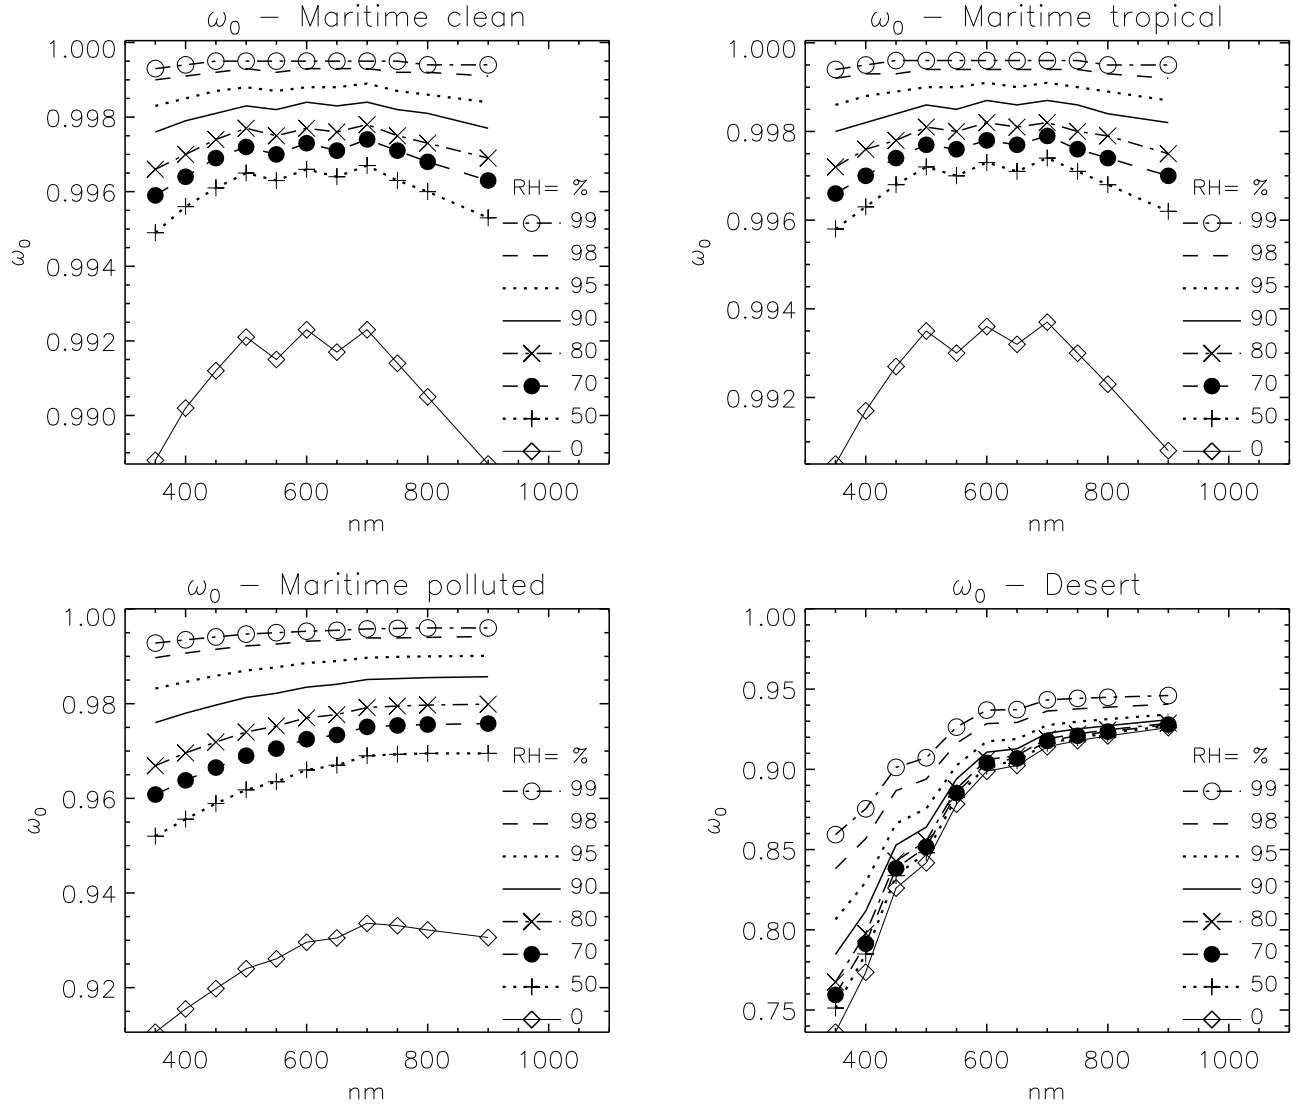 ω0 − Maritime clean
1.000
0.998
0.996
0.994
0.992
0.990
ω0
RH= %
99
98
95
90
80
70
50
0
400 600 800 1000
nm
ω0 − Maritime tropical
1.000
0.998
0.996
0.994
0.992
ω0
RH= %
99
98
95
90
80
70
50
0
400 600 800 1000
nm
ω0 − Maritime polluted
1.00
0.98
0.96
0.94
0.92
ω0
RH= %
99
98
95
90
80
70
50
0
400 600 800 1000
nm
ω0 − Desert
1.00
0.95
0.90
0.85
0.80
0.75
ω0
RH= %
99
98
95
90
80
70
50
0
400 600 800 1000
nm